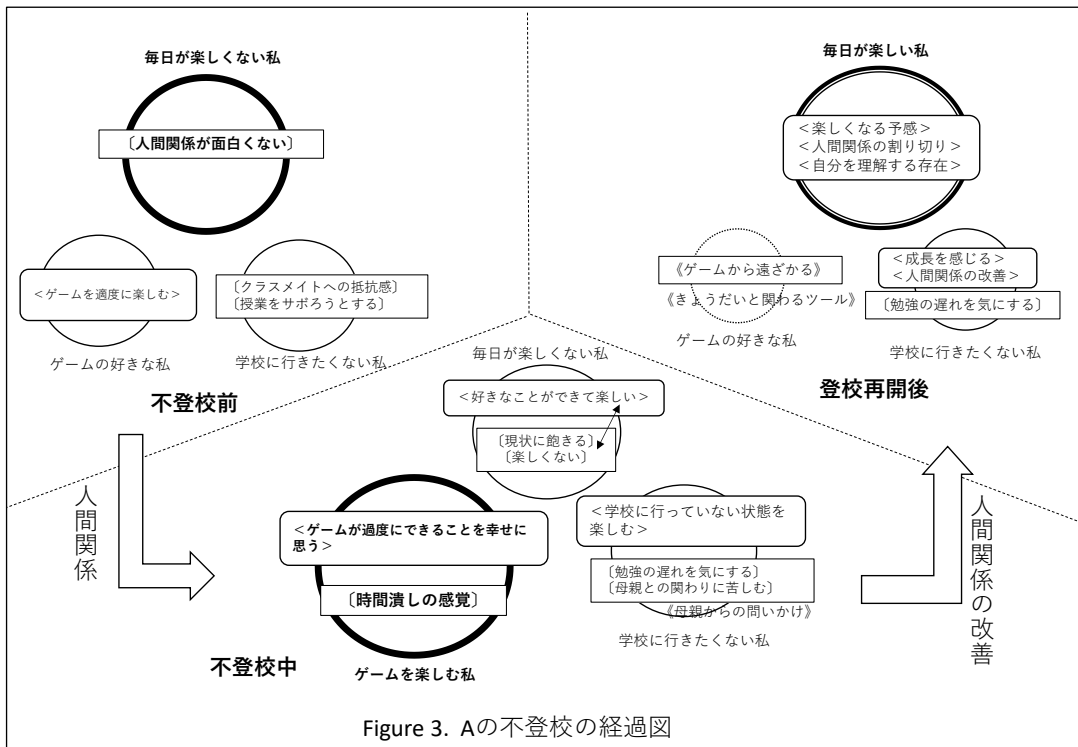 毎日が楽しくない私
〔人間関係が面白くない〕
<ゲームを適度に楽しむ>
ゲームの好きな私
〔クラスメイトへの抵抗感〕
〔授業をサボろうとする〕
学校に行きたくない私
不登校前
毎日が楽しい私
<楽しくなる予感>
<人間関係の割り切り>
<自分を理解する存在>
《ゲームから遠ざかる》
《きょうだいと関わるツール》
ゲームの好きな私
<成長を感じる>
<人間関係の改善>
〔勉強の遅れを気にする〕
学校に行きたくない私
登校再開後
人間関係
毎日が楽しくない私
<好きなことができて楽しい>
〔現状に飽きる〕
〔楽しくない〕
<ゲームが過度にできることを幸せに
思う>
〔時間潰しの感覚〕
ゲームを楽しむ私
<学校に行っていない状態を
楽しむ>
〔勉強の遅れを気にする〕
〔母親との関わりに苦しむ〕
《母親からの問いかけ》
学校に行きたくない私
不登校中
人間関係の改善
Figure 3. Aの不登校の経過図